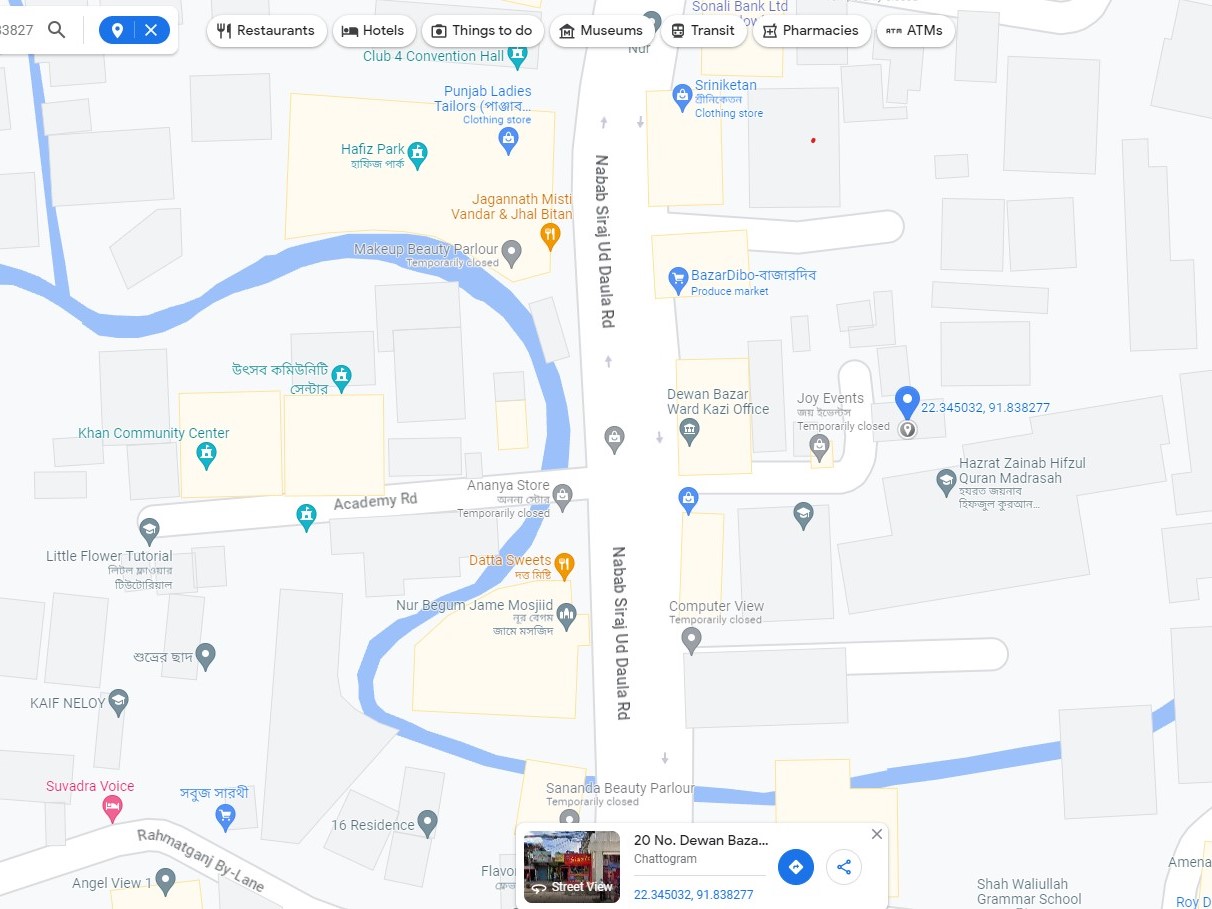 83827
Restaurants
Hotels
Things to do
Museums
Transit
Pharmacies
ATMs
Sonali Bank Ltd
Nur
Club 4 Convention Hall
Punjab Ladies
Tailors (পাঞ্জাব...
Clothing store
Sriniketan
শ্রীনিকেতন
Clothing store
Hafiz Park
হাফিজ পার্ক
Nabab Siraj Ud Daula Rd
Jagannath Misti
Vandar & Jhal Bitan
Makeup Beauty Parlour
Temporarily closed
BazarDibo-বাজারদিব
Produce market
উৎসব কমিউনিটি
সেন্টার
Dewan Bazar
Ward Kazi Office
Joy Events
জয় ইভেন্টস
Temporarily closed
22.345032, 91.838277
Khan Community Center
Hazrat Zainab Hifzul
Quran Madrasah
হযরত জয়নাব
হিফজুল কুরআন...
Academy Rd
Ananya Store
অনন্য স্টোর
Temporarily closed
Little Flower Tutorial
লিটল ফ্লাওয়ার
টিউটোরিয়াল
Datta Sweets
দত্ত মিষ্টি
Nabab Siraj Ud Daula Rd
Nur Begum Jame Mosjiid
নূর বেগম
জামে মসজিদ
Computer View
Temporarily closed
শুভ্রের ছাদ
KAIF NELOY
Suvadra Voice
সবুজ সারথী
Sananda Beauty Parlour
Temporarily closed
16 Residence
Rahmatganj By-Lane
Angel View 1
Flavo
20 No. Dewan Baza...
Chattogram
Street View
22.345032, 91.838277
Shah Waliullah
Grammar School
Amena
Roy D